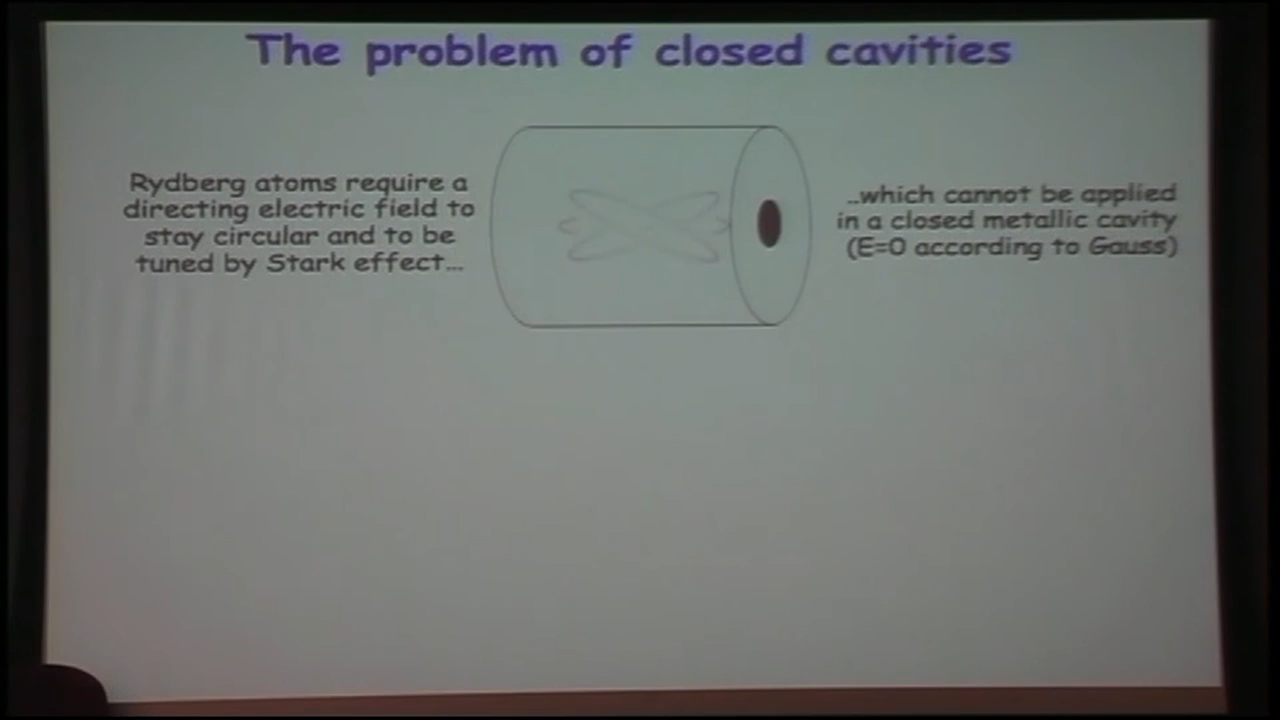 The problem of closed cavities
Rydberg atoms require a
directing electric field to
stay circular and to be
tuned by Stark effect...
..which cannot be applied
in a closed metallic cavity
(E=0 according to Gauss)